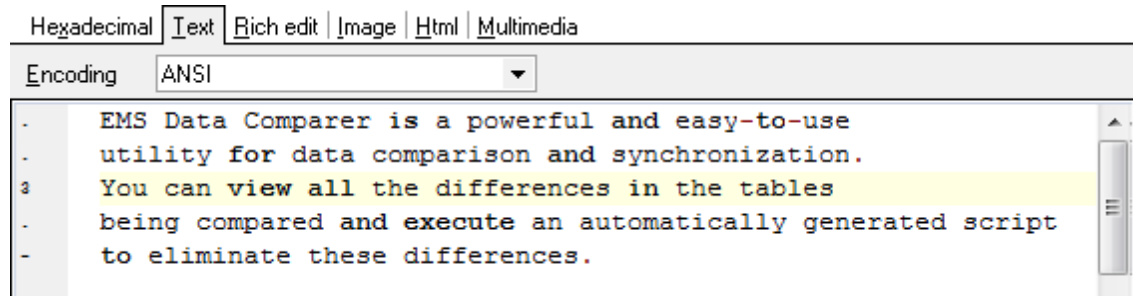 Hexadecimal Text Rich edit Image Html Multimedia
Encoding ANSI
EMS Data Comparer is a powerful and easy-to-use
utility for data comparison and synchronization.
3 You can view all the differences in the tables
being compared and execute an automatically generated script
to eliminate these differences.